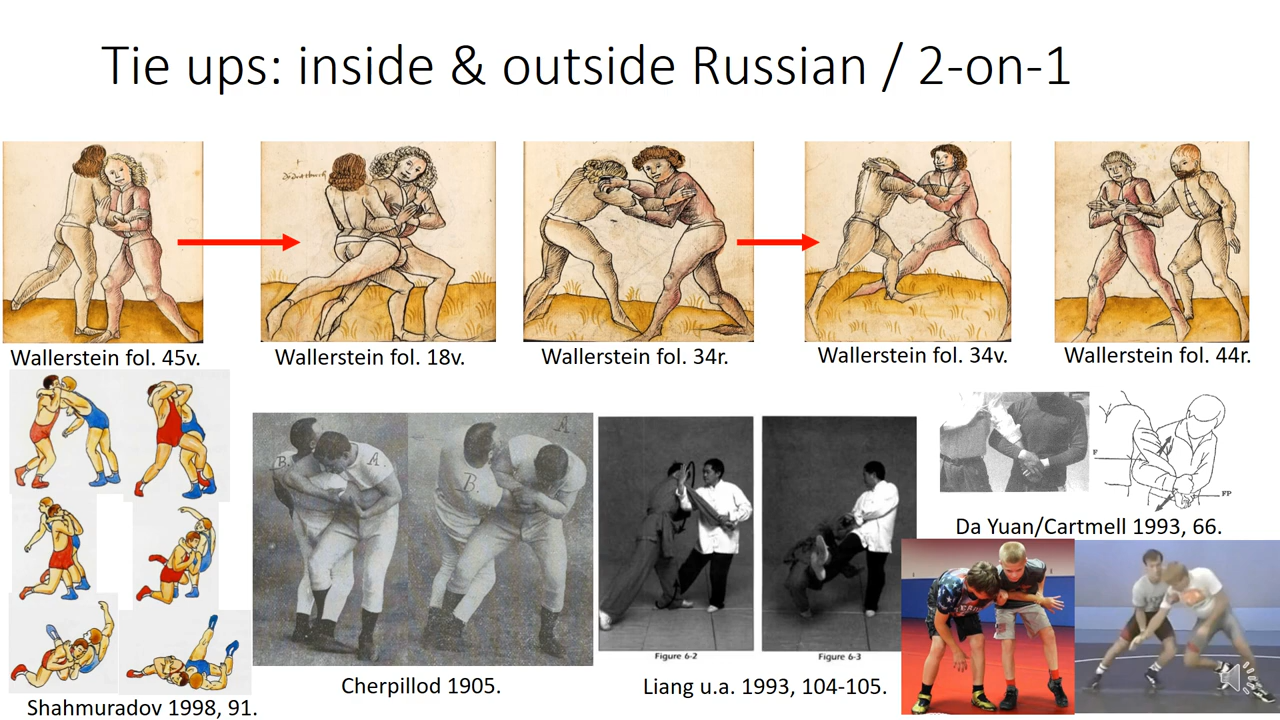 Tie ups: inside & outside Russian / 2-on-1
Wallerstein fol. 45v.
Wallerstein fol. 18v.
Wallerstein fol. 34r.
Wallerstein fol. 34v.
Wallerstein fol. 44r.
B.
A.
B.
A
F
FP
Da Yuan/Cartmell 1993, 66.
Figure 6-2
Figure 6-3
Cherpillod 1905.
Liang u.a. 1993, 104-105.
Shahmuradov 1998, 91.